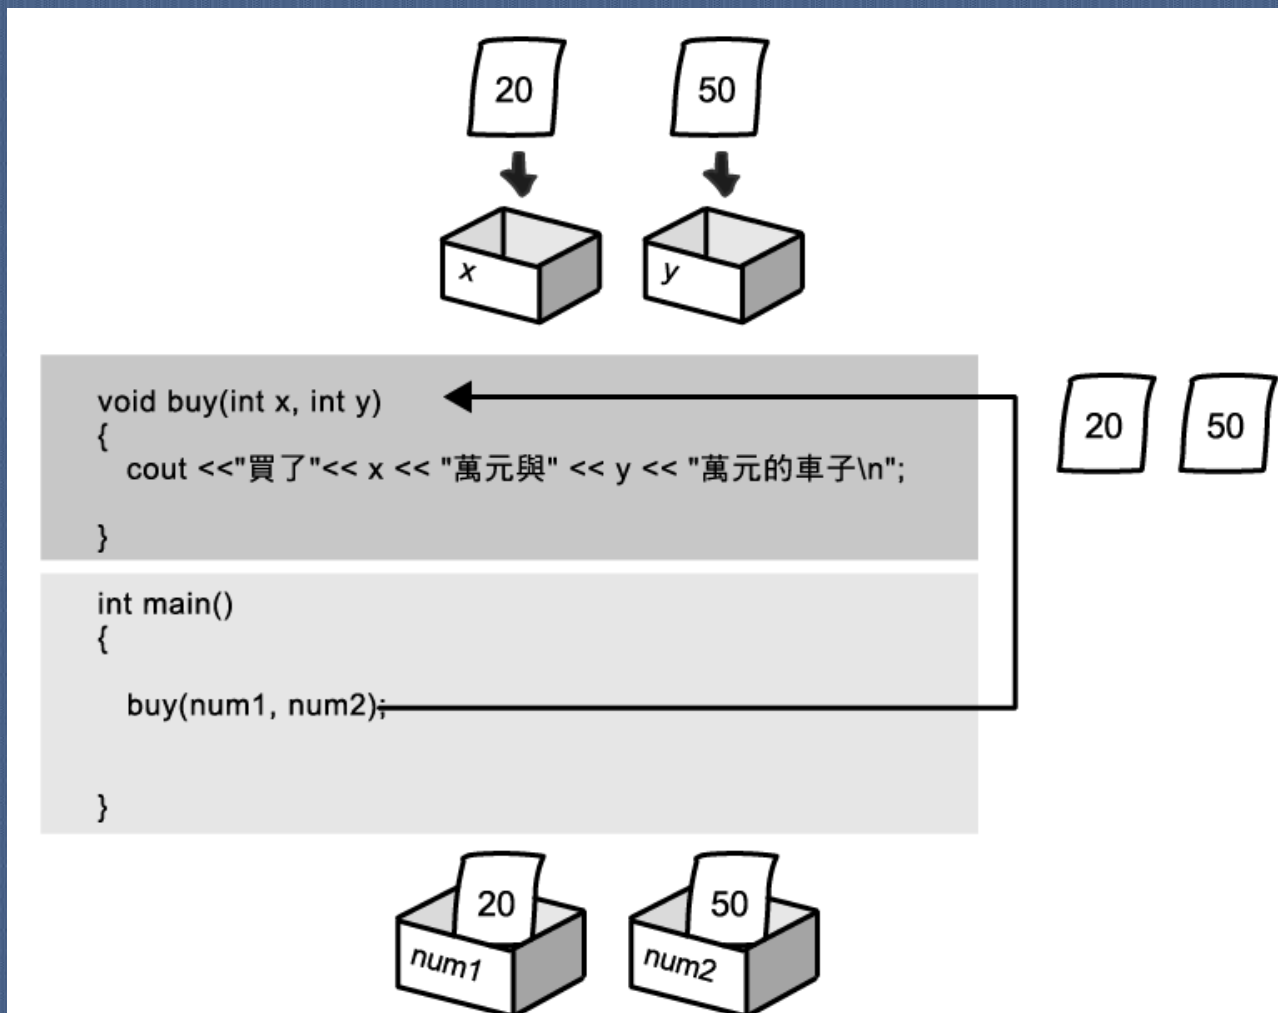 20 50
x y
void buy(int x, int y)
{
cout <<"買了"<< x << "萬元與" << y << "萬元的車子\n";
}
20 50
int main()
{
buy(num1, num2);
}
20 50
num1 num2